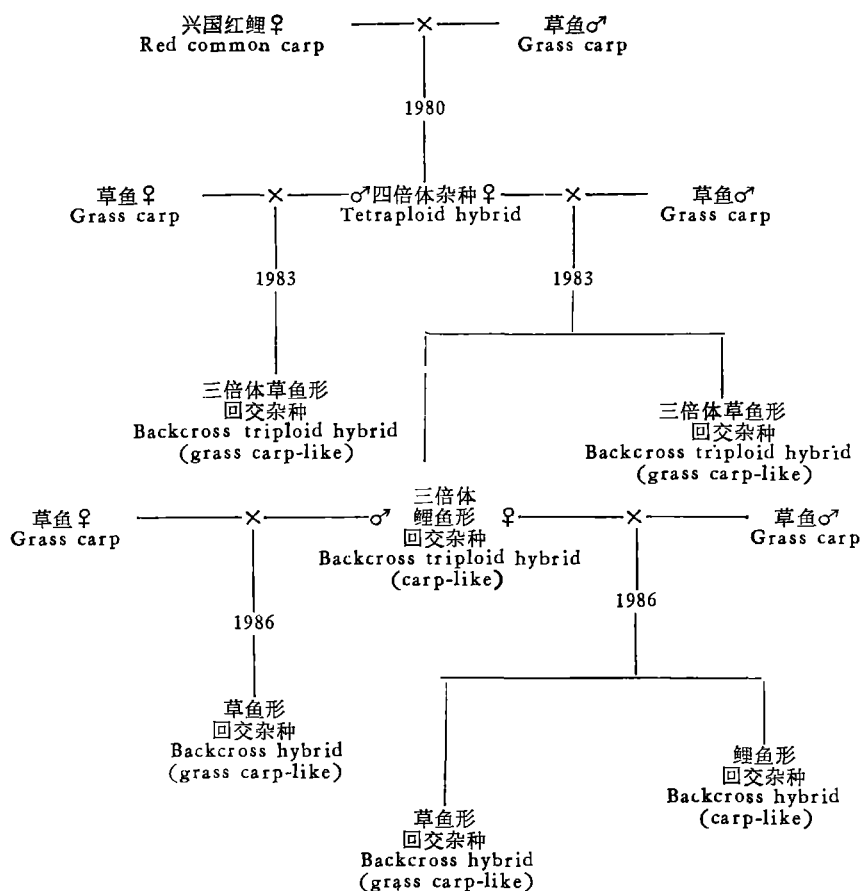 兴国红鲤♀
Red common carp
×
草鱼♂
Grass carp
1980
草鱼♀
Grass carp
×
♂四倍体杂种♀
Tetraploid hybrid
×
草鱼♂
Grass carp
1983
1983
三倍体草鱼形
回交杂种
Backcross triploid hybrid
(grass carp-like)
三倍体草鱼形
回交杂种
Backcross triploid hybrid
(grass carp-like)
草鱼♀
Grass carp
×
♂
三倍体
鲤鱼形
回交杂种
Backcross triploid hybrid
(carp-like)
♀
×
草鱼♂
Grass carp
1986
1986
草鱼形
回交杂种
Backcross hybrid
(grass carp-like)
鲤鱼形
回交杂种
Backcross hybrid
(carp-like)
草鱼形
回交杂种
Backcross hybrid
(grass carp-like)